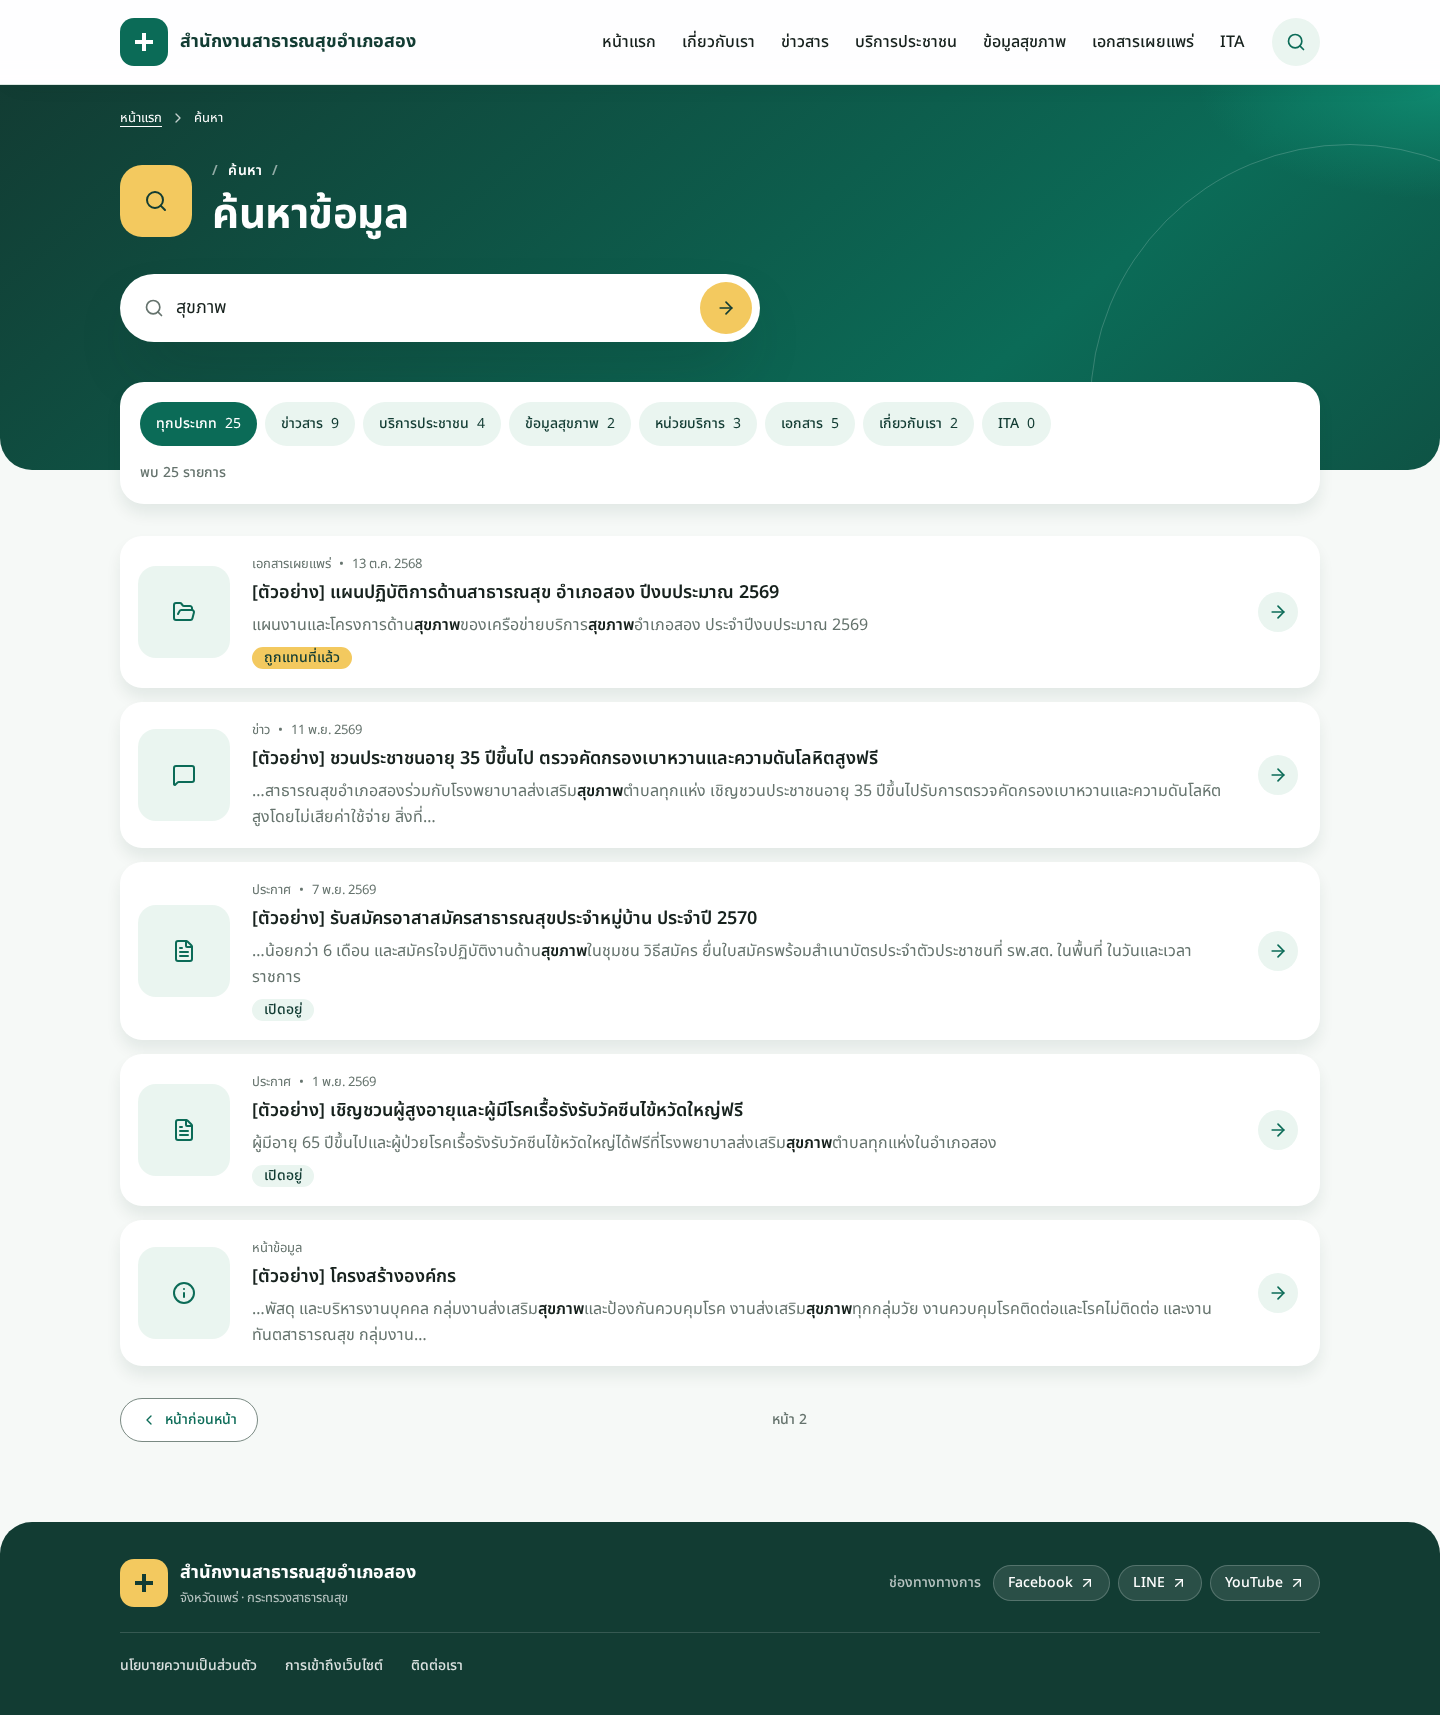 สำนักงานสาธารณสุขอำเภอสอง
หน้าแรก เกี่ยวกับเรา ข่าวสาร บริการประชาชน ข้อมูลสุขภาพ เอกสารเผยแพร่ ITA
หน้าแรก ค้นหา
/ ค้นหา /
ค้นหาข้อมูล
สุขภาพ
ทุกประเภท 25 ข่าวสาร 9 บริการประชาชน 4 ข้อมูลสุขภาพ 2 หน่วยบริการ 3 เอกสาร 5 เกี่ยวกับเรา 2 ITA 0
พบ 25 รายการ
เอกสารเผยแพร่ • 13 ต.ค. 2568
[ตัวอย่าง] แผนปฏิบัติการด้านสาธารณสุข อำเภอสอง ปีงบประมาณ 2569
แผนงานและโครงการด้านสุขภาพของเครือข่ายบริการสุขภาพอำเภอสอง ประจำปีงบประมาณ 2569
ถูกแทนที่แล้ว
ข่าว • 11 พ.ย. 2569
[ตัวอย่าง] ชวนประชาชนอายุ 35 ปีขึ้นไป ตรวจคัดกรองเบาหวานและความดันโลหิตสูงฟรี
…สาธารณสุขอำเภอสองร่วมกับโรงพยาบาลส่งเสริมสุขภาพตำบลทุกแห่ง เชิญชวนประชาชนอายุ 35 ปีขึ้นไปรับการตรวจคัดกรองเบาหวานและความดันโลหิต
สูงโดยไม่เสียค่าใช้จ่าย สิ่งที่…
ประกาศ • 7 พ.ย. 2569
[ตัวอย่าง] รับสมัครอาสาสมัครสาธารณสุขประจำหมู่บ้าน ประจำปี 2570
…น้อยกว่า 6 เดือน และสมัครใจปฏิบัติงานด้านสุขภาพในชุมชน วิธีสมัคร ยื่นใบสมัครพร้อมสำเนาบัตรประจำตัวประชาชนที่ รพ.สต. ในพื้นที่ ในวันและเวลา
ราชการ
เปิดอยู่
ประกาศ • 1 พ.ย. 2569
[ตัวอย่าง] เชิญชวนผู้สูงอายุและผู้มีโรคเรื้อรังรับวัคซีนไข้หวัดใหญ่ฟรี
ผู้มีอายุ 65 ปีขึ้นไปและผู้ป่วยโรคเรื้อรังรับวัคซีนไข้หวัดใหญ่ได้ฟรีที่โรงพยาบาลส่งเสริมสุขภาพตำบลทุกแห่งในอำเภอสอง
เปิดอยู่
หน้าข้อมูล
[ตัวอย่าง] โครงสร้างองค์กร
…พัสดุ และบริหารงานบุคคล กลุ่มงานส่งเสริมสุขภาพและป้องกันควบคุมโรค งานส่งเสริมสุขภาพทุกกลุ่มวัย งานควบคุมโรคติดต่อและโรคไม่ติดต่อ และงาน
ทันตสาธารณสุข กลุ่มงาน…
หน้าก่อนหน้า หน้า 2
สำนักงานสาธารณสุขอำเภอสอง
จังหวัดแพร่ · กระทรวงสาธารณสุข
ช่องทางทางการ Facebook LINE YouTube
นโยบายความเป็นส่วนตัว การเข้าถึงเว็บไซต์ ติดต่อเรา